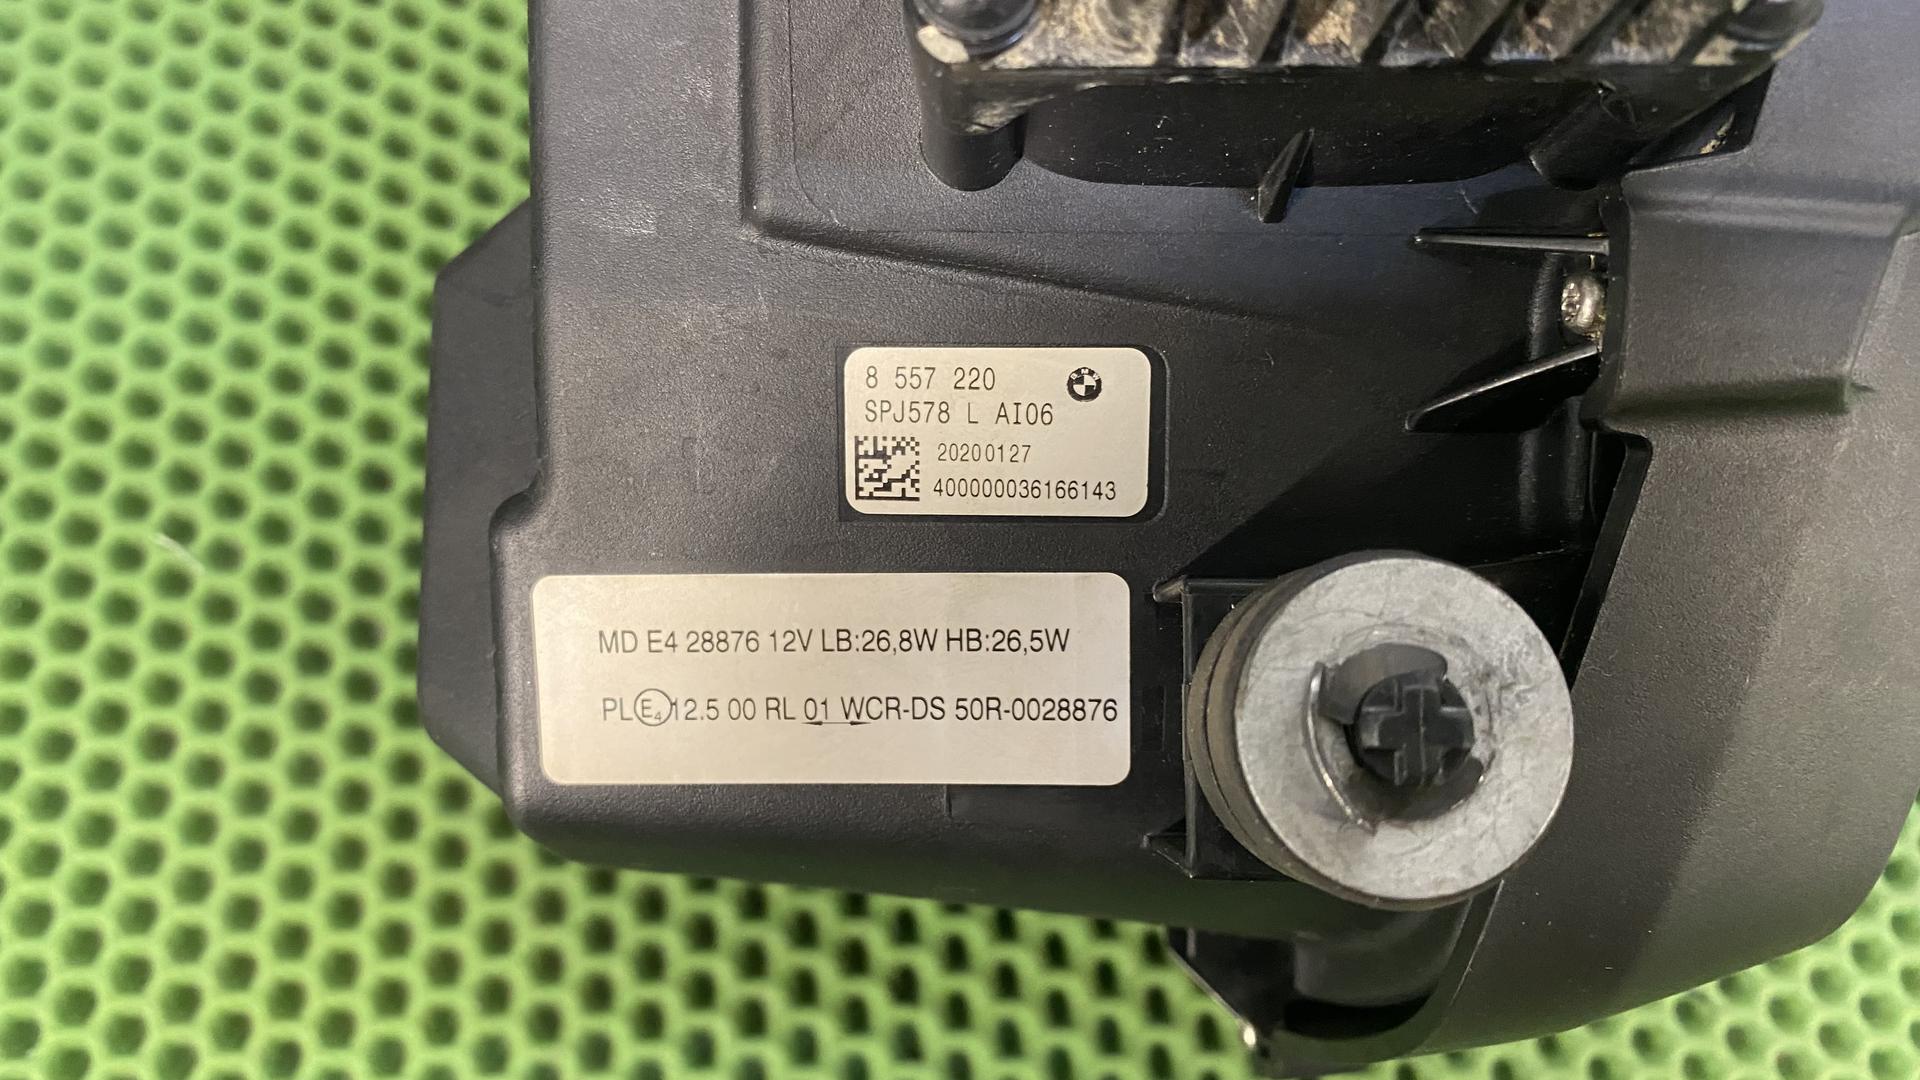 8 557 220
SPJ578 L AI06
20200127
400000036166143
MD E4 28876 12V LB:26,8W HB:26,5W
PL E4 12.5 00 RL 01 WCR-DS 50R-0028876